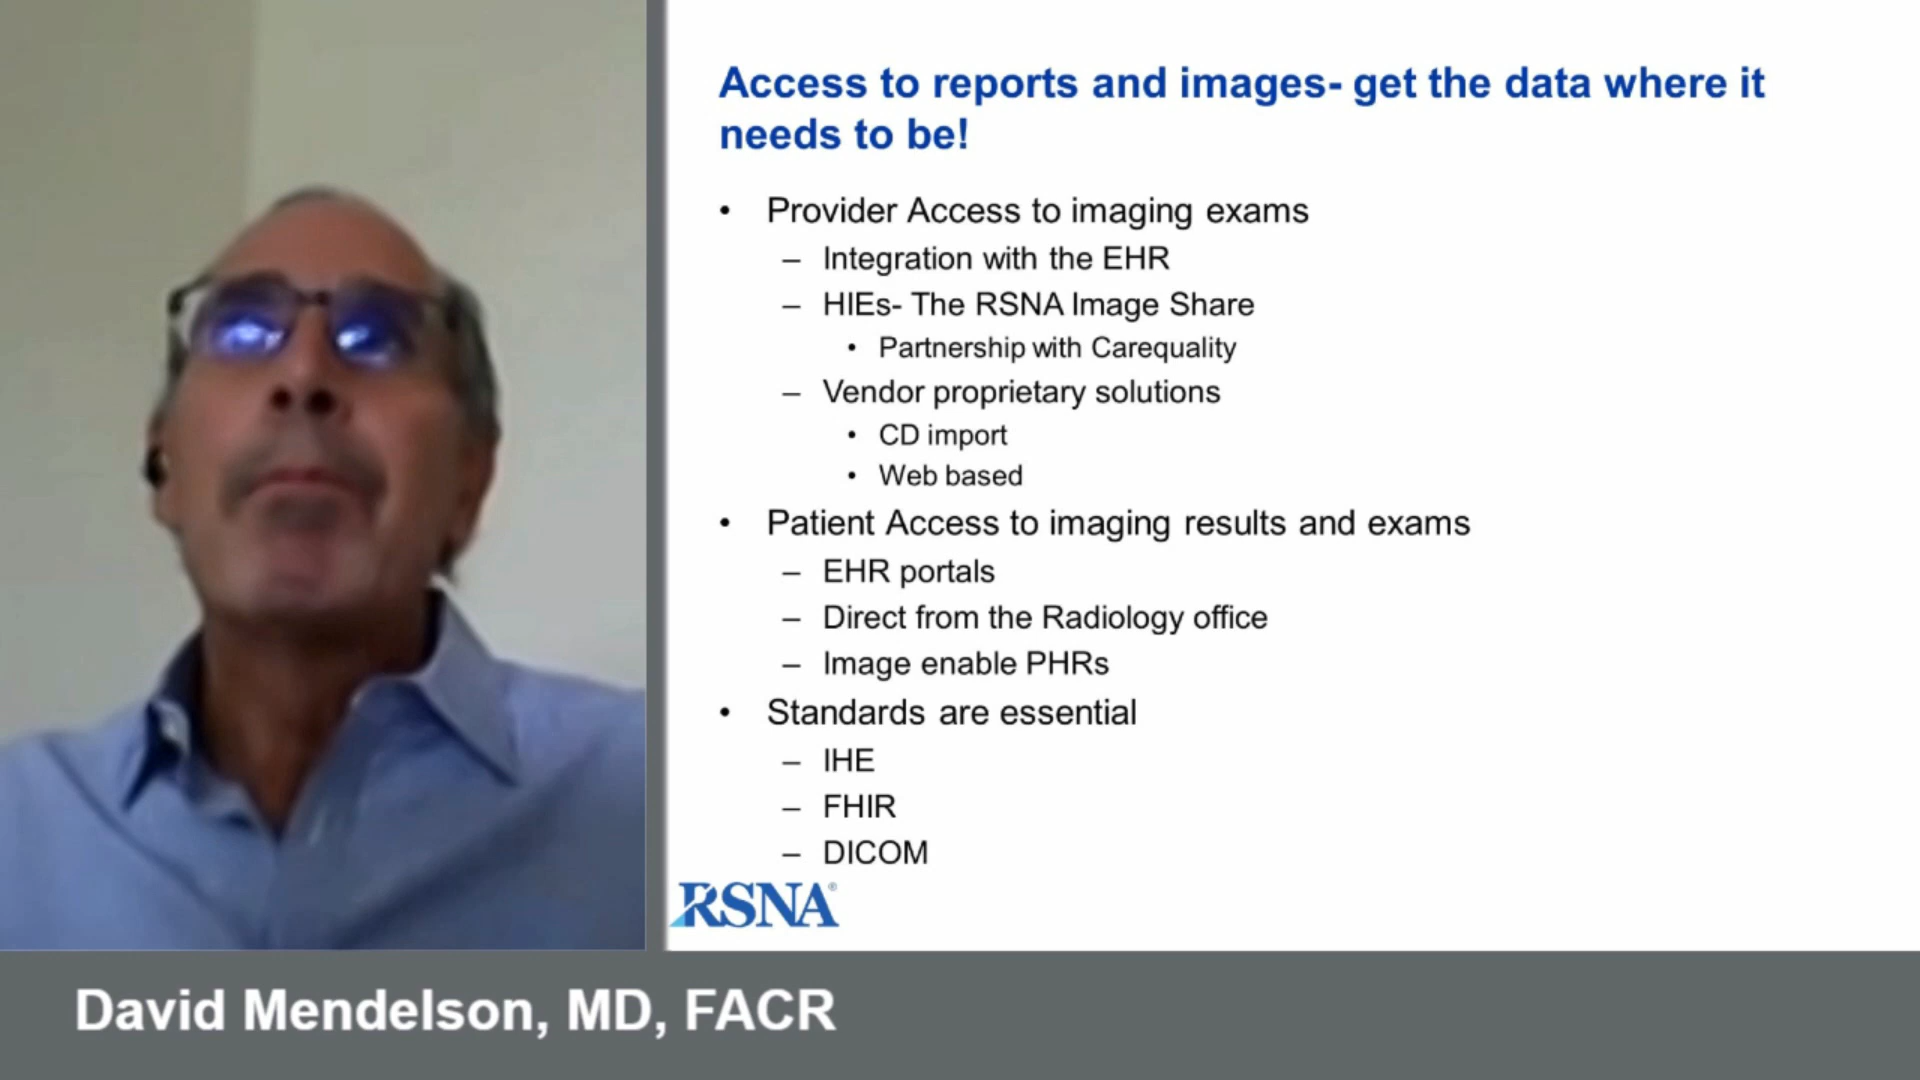 Access to reports and images- get the data where it
needs to be!
• Provider Access to imaging exams
– Integration with the EHR
– HIEs- The RSNA Image Share
• Partnership with Carequality
– Vendor proprietary solutions
• CD import
• Web based
• Patient Access to imaging results and exams
– EHR portals
– Direct from the Radiology office
– Image enable PHRs
• Standards are essential
– IHE
– FHIR
– DICOM
RSNA®
David Mendelson, MD, FACR